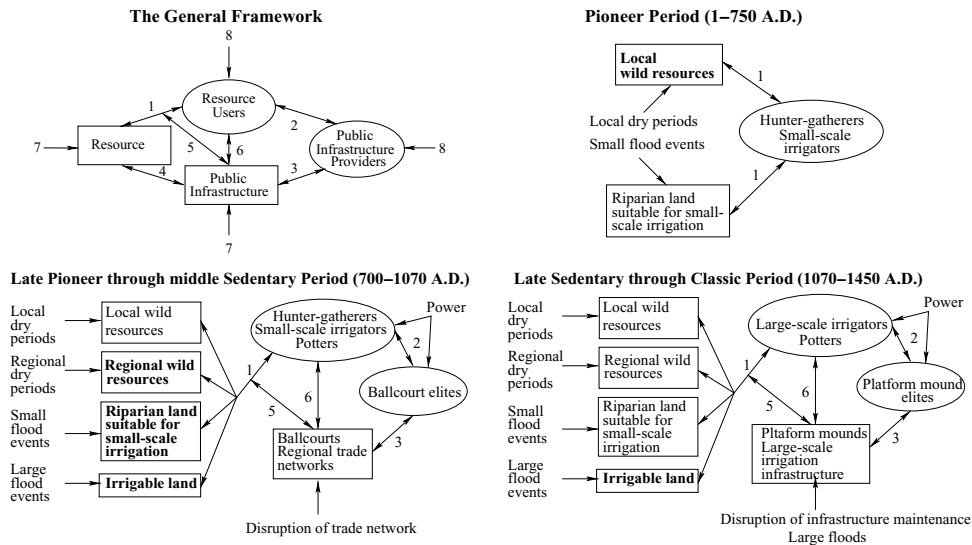 The General Framework
8
Resource
Users
1
2
7
Resource
5
6
Public
Infrastructure
Providers
8
4
3
Public
Infrastructure
7
Pioneer Period (1–750 A.D.)
Local
wild resources
1
Local dry periods
Small flood events
Hunter-gatherers
Small-scale
irrigators
1
Riparian land
suitable for small-
scale irrigation
Late Pioneer through middle Sedentary Period (700–1070 A.D.)
Local
dry
periods
Local wild
resources
Regional
dry periods
Regional wild
resources
Small
flood
events
Riparian land
suitable for
small-scale
irrigation
Large
flood
events
Irrigable land
Hunter-gatherers
Small-scale irrigators
Potters
Power
2
1
Ballcourt elites
5
6
3
Ballcourts
Regional trade
networks
Disruption of trade network
Late Sedentary through Classic Period (1070–1450 A.D.)
Local
dry
periods
Local wild
resources
Regional
dry periods
Regional wild
resources
Small
flood
events
Riparian land
suitable for
small-scale
irrigation
Large
flood
events
Irrigable land
Large-scale irrigators
Potters
Power
2
1
Platform mound
elites
5
6
3
Pltaform mounds
Large-scale
irrigation
infrastructure
Disruption of infrastructure maintenance
Large floods